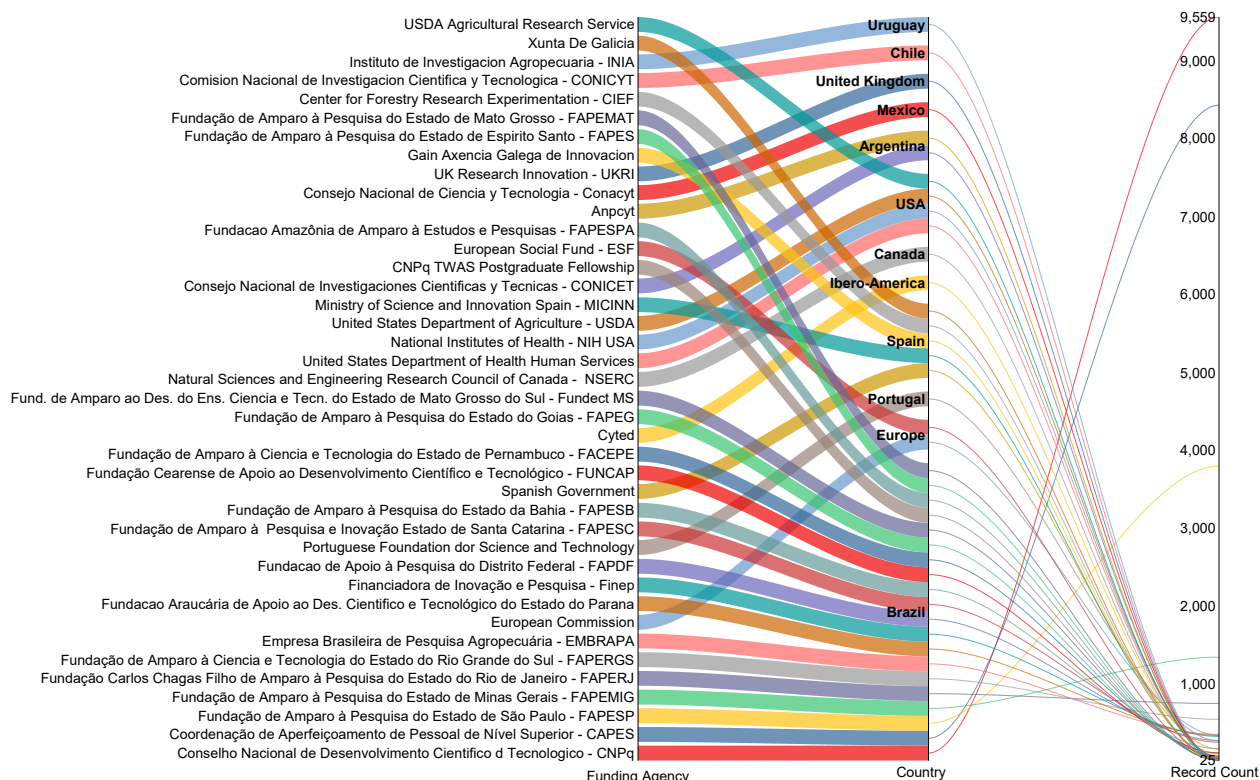 USDA Agricultural Research Service
Xunta De Galicia
Instituto de Investigacion Agropecuaria - INIA
Comision Nacional de Investigacion Cientifica y Tecnologica - CONICYT
Center for Forestry Research Experimentation - CIEF
Fundação de Amparo à Pesquisa do Estado de Mato Grosso - FAPEMAT
Fundação de Amparo à Pesquisa do Estado de Espirito Santo - FAPES
Gain Axencia Galega de Innovacion
UK Research Innovation - UKRI
Consejo Nacional de Ciencia y Tecnologia - Conacyt
Anpcyt
Fundacao Amazônia de Amparo à Estudos e Pesquisas - FAPESPA
European Social Fund - ESF
CNPq TWAS Postgraduate Fellowship
Consejo Nacional de Investigaciones Cientificas y Tecnicas - CONICET
Ministry of Science and Innovation Spain - MICINN
United States Department of Agriculture - USDA
National Institutes of Health - NIH USA
United States Department of Health Human Services
Natural Sciences and Engineering Research Council of Canada - NSERC
Fund. de Amparo ao Des. do Ens. Ciencia e Tecn. do Estado de Mato Grosso do Sul - Fundect MS
Fundação de Amparo à Pesquisa do Estado do Goias - FAPEG
Cyted
Fundação de Amparo à Ciencia e Tecnologia do Estado de Pernambuco - FACEPE
Fundação Cearense de Apoio ao Desenvolvimento Científico e Tecnológico - FUNCAP
Spanish Government
Fundação de Amparo à Pesquisa do Estado da Bahia - FAPESB
Fundação de Amparo à Pesquisa e Inovação Estado de Santa Catarina - FAPESC
Portuguese Foundation dor Science and Technology
Fundacao de Apoio à Pesquisa do Distrito Federal - FAPDF
Financiadora de Inovação e Pesquisa - Finep
Fundacao Araucária de Apoio ao Des. Cientifico e Tecnológico do Estado do Parana
European Commission
Empresa Brasileira de Pesquisa Agropecuária - EMBRAPA
Fundação de Amparo à Ciencia e Tecnologia do Estado do Rio Grande do Sul - FAPERGS
Fundação Carlos Chagas Filho de Amparo à Pesquisa do Estado do Rio de Janeiro - FAPERJ
Fundação de Amparo à Pesquisa do Estado de Minas Gerais - FAPEMIG
Fundação de Amparo à Pesquisa do Estado de São Paulo - FAPESP
Coordenação de Aperfeiçoamento de Pessoal de Nível Superior - CAPES
Conselho Nacional de Desenvolvimento Cientifico d Tecnologico - CNPq
Funding Agency
Uruguay
Chile
United Kingdom
Mexico
Argentina
USA
Canada
Ibero-America
Spain
Portugal
Europe
Brazil
Country
9,559
9,000
8,000
7,000
6,000
5,000
4,000
3,000
2,000
1,000
25
Record Count